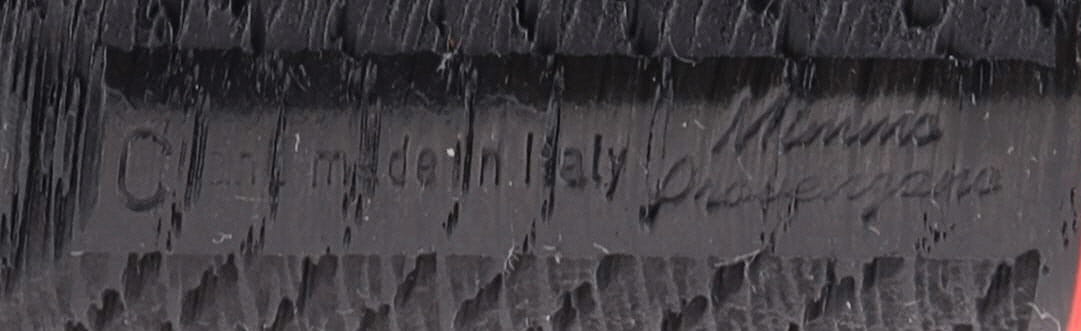 made in Italy
Mimmo
Provenzano